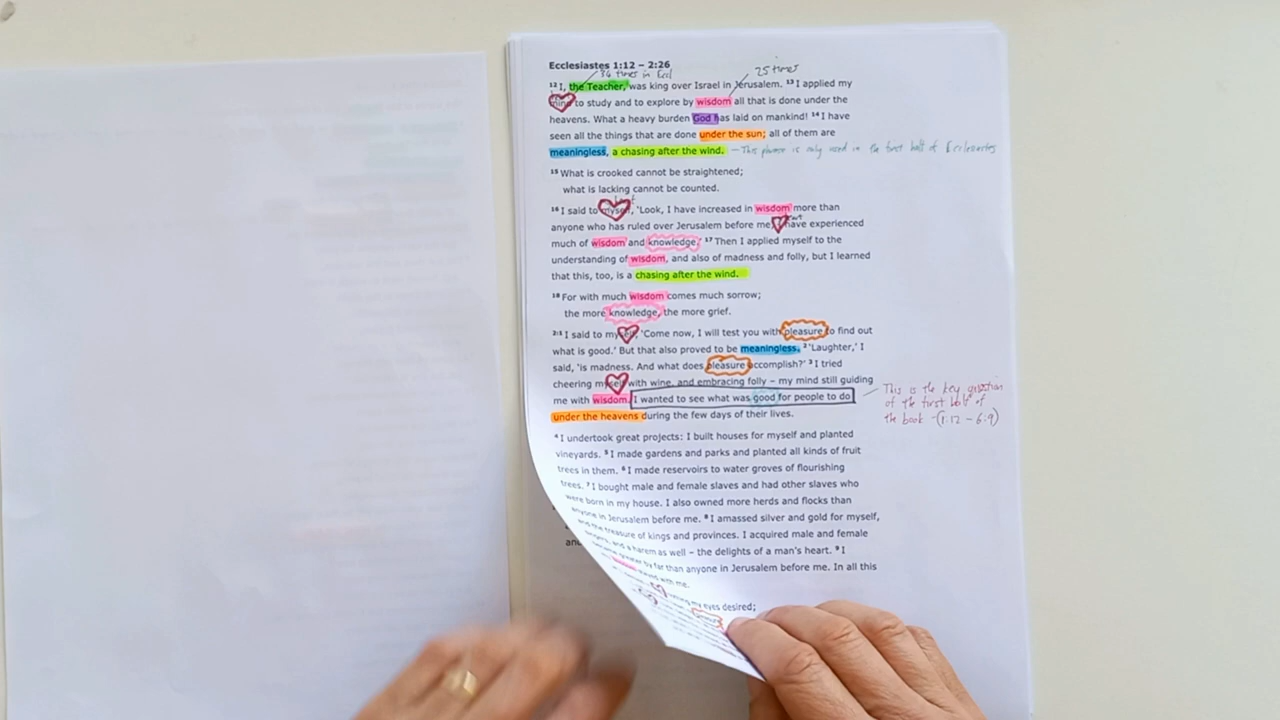 Ecclesiastes 1:12 – 2:26
36 times in Eccl
25 times
12 I, the Teacher, was king over Israel in Jerusalem. 13 I applied my
mind to study and to explore by wisdom all that is done under the
heavens. What a heavy burden God has laid on mankind! 14 I have
seen all the things that are done under the sun; all of them are
meaningless, a chasing after the wind. – This phrase is only used in the first half of Ecclesiastes
15 What is crooked cannot be straightened;
what is lacking cannot be counted.
16 I said to myself, ‘Look, I have increased in wisdom more than
anyone who has ruled over Jerusalem before me; I have experienced
much of wisdom and knowledge.’ 17 Then I applied myself to the
understanding of wisdom, and also of madness and folly, but I learned
that this, too, is a chasing after the wind.
18 For with much wisdom comes much sorrow;
the more knowledge, the more grief.
2:1 I said to myself, ‘Come now, I will test you with pleasure to find out
what is good.’ But that also proved to be meaningless. 2 ‘Laughter,’ I
said, ‘is madness. And what does pleasure accomplish?’ 3 I tried
cheering myself with wine, and embracing folly – my mind still guiding
me with wisdom. I wanted to see what was good for people to do
under the heavens during the few days of their lives.
This is the key question
of the first half of
the book - (1:12 – 6:9)
4 I undertook great projects: I built houses for myself and planted
vineyards. 5 I made gardens and parks and planted all kinds of fruit
trees in them. 6 I made reservoirs to water groves of flourishing
trees. 7 I bought male and female slaves and had other slaves who
were born in my house. I also owned more herds and flocks than
anyone in Jerusalem before me. 8 I amassed silver and gold for myself,
and the treasure of kings and provinces. I acquired male and female
singers, and a harem as well – the delights of a man’s heart. 9 I
became greater by far than anyone in Jerusalem before me. In all this
my wisdom stayed with me.
nothing my eyes desired;